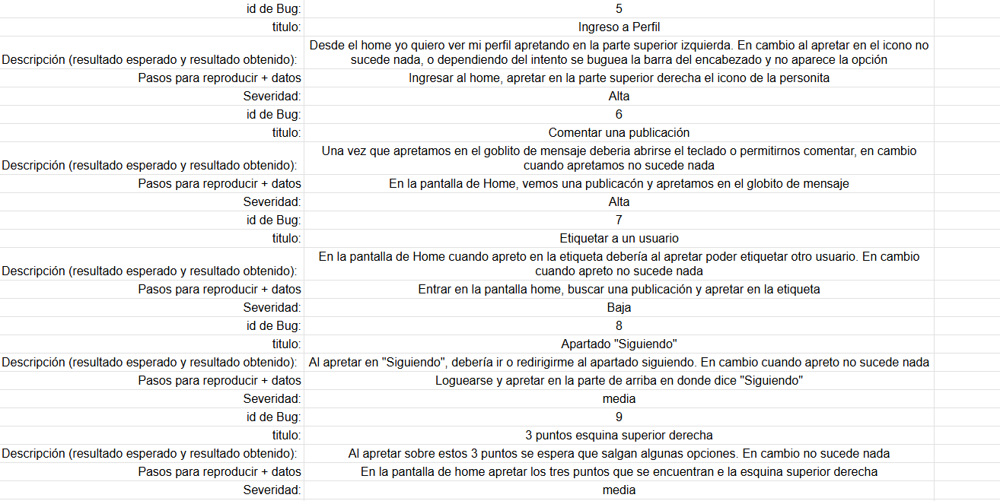 id de Bug: 5
titulo: Ingreso a Perfil
Desde el home yo quiero ver mi perfil apretando en la parte superior izquierda. En cambio al apretar en el icono no
Descripción (resultado esperado y resultado obtenido): sucede nada, o dependiendo del intento se buguea la barra del encabezado y no aparece la opción
Pasos para reproducir + datos Ingresar al home, apretar en la parte superior derecha el icono de la personita
Severidad: Alta
id de Bug: 6
titulo: Comentar una publicación
Una vez que apretamos en el goblito de mensaje deberia abrirse el teclado o permitirnos comentar, en cambio
Descripción (resultado esperado y resultado obtenido): cuando apretamos no sucede nada
Pasos para reproducir + datos En la pantalla de Home, vemos una publicacón y apretamos en el globito de mensaje
Severidad: Alta
id de Bug: 7
titulo: Etiquetar a un usuario
En la pantalla de Home cuando apreto en la etiqueta debería al apretar poder etiquetar otro usuario. En cambio
Descripción (resultado esperado y resultado obtenido): cuando apreto no sucede nada
Pasos para reproducir + datos Entrar en la pantalla home, buscar una publicación y apretar en la etiqueta
Severidad: Baja
id de Bug: 8
titulo: Apartado "Siguiendo"
Descripción (resultado esperado y resultado obtenido): Al apretar en "Siguiendo", debería ir o redirigirme al apartado siguiendo. En cambio cuando apreto no sucede nada
Pasos para reproducir + datos Loguearse y apretar en la parte de arriba en donde dice "Siguiendo"
Severidad: media
id de Bug: 9
titulo: 3 puntos esquina superior derecha
Descripción (resultado esperado y resultado obtenido): Al apretar sobre estos 3 puntos se espera que salgan algunas opciones. En cambio no sucede nada
Pasos para reproducir + datos En la pantalla de home apretar los tres puntos que se encuentran e la esquina superior derecha
Severidad: media